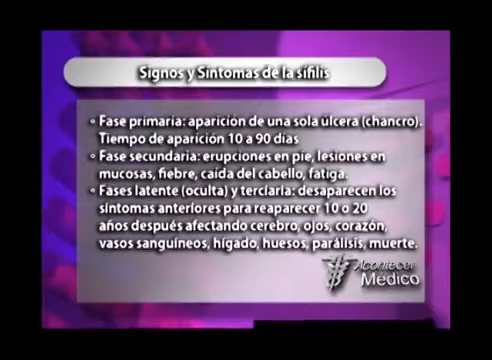 Signos y Síntomas de la sífilis
◦ Fase primaria: aparición de una sola úlcera (chancro).
Tiempo de aparición 10 a 90 dias
◦ Fase secundaria: erupciones en pie, lesiones en
mucosas, fiebre, caída del cabello, fatiga.
◦ Fases latente (oculta) y terciaria: desaparecen los
síntomas anteriores para reaparecer 10 o 20
años después afectando cerebro, ojos, corazón,
vasos sanguíneos, hígado, huesos, parálisis, muerte.
Acontecer
Médico